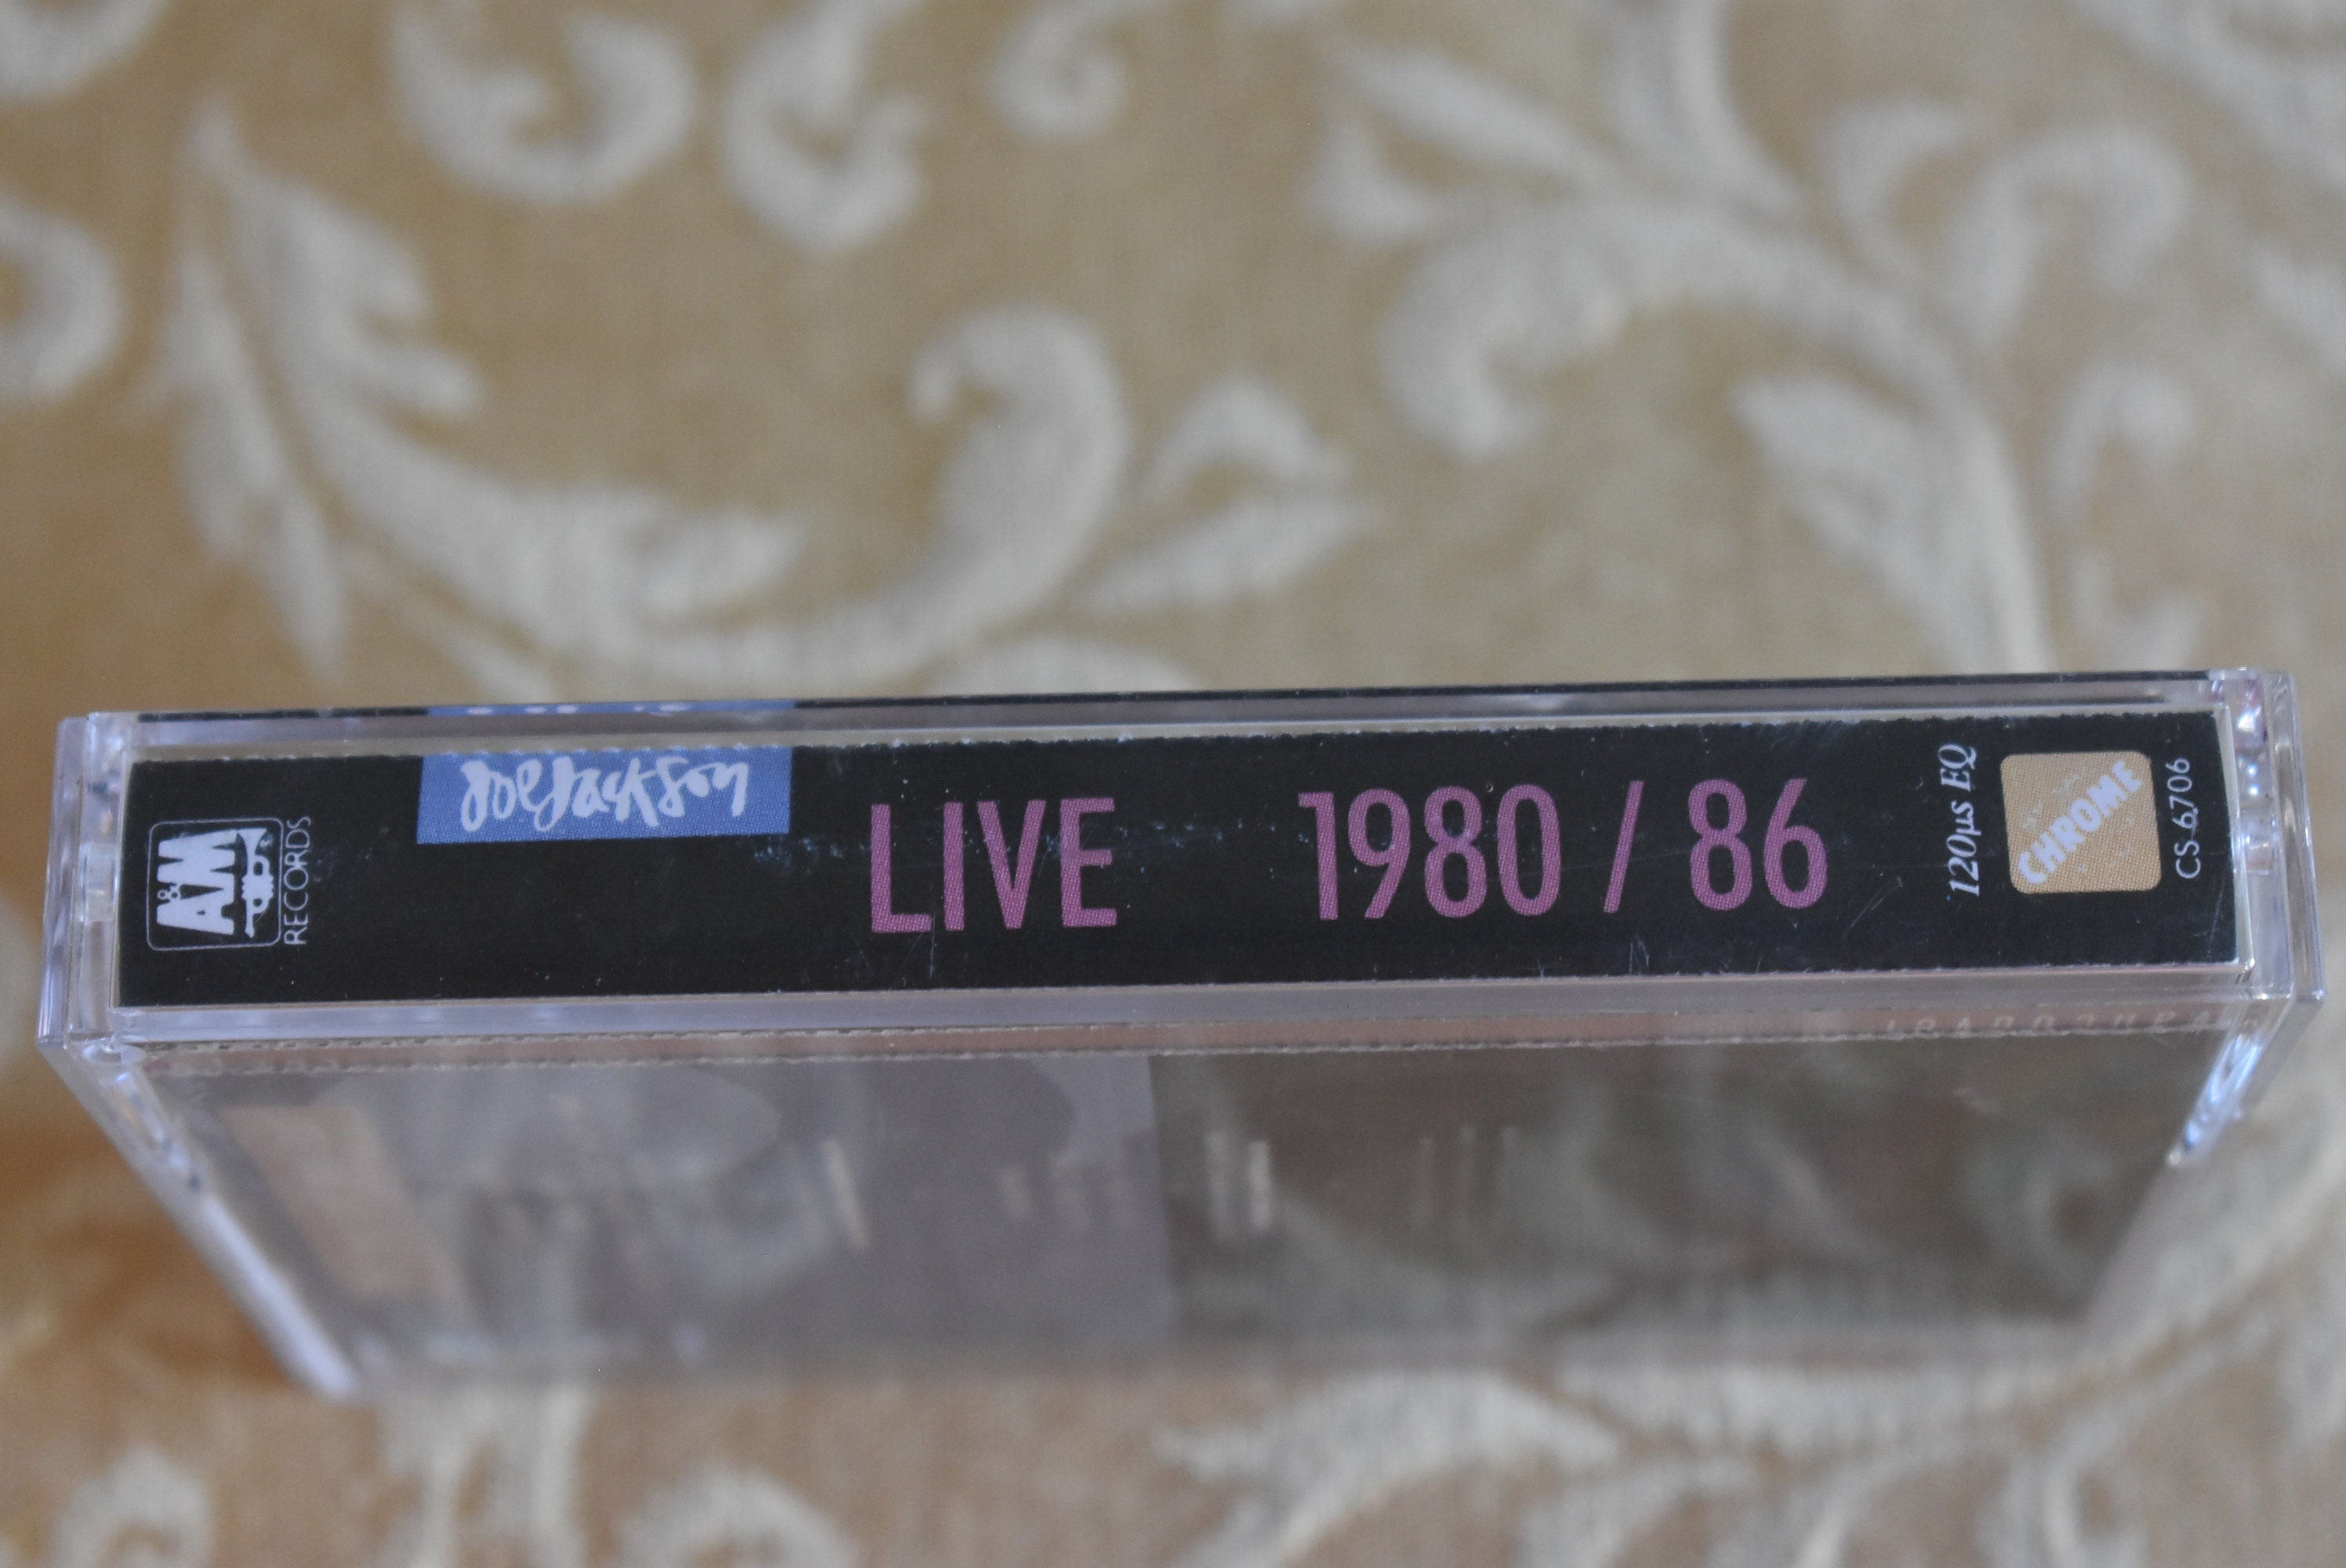 A&M
RECORDS
Joe Jackson
LIVE 1980 / 86
120µs EQ
CHROME
CS 6706